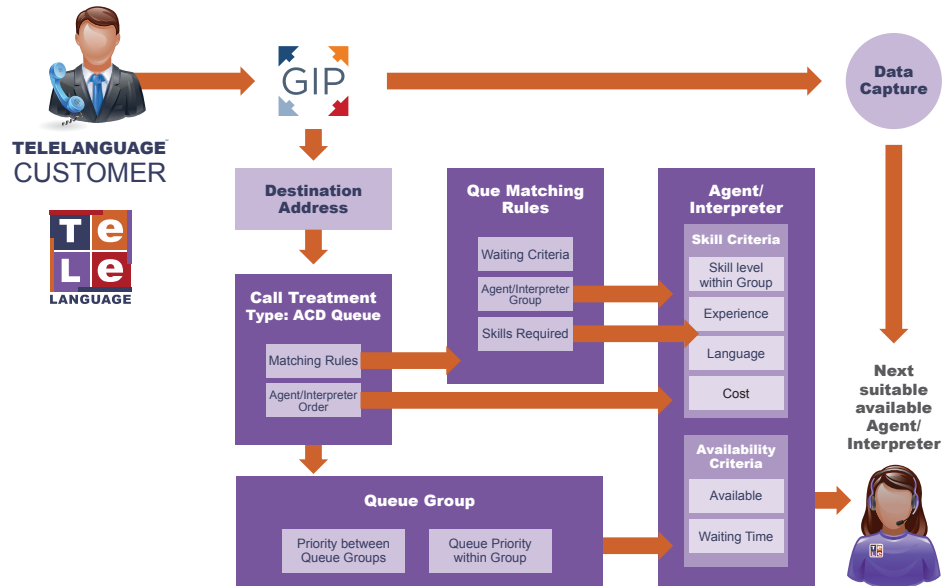 TELELANGUAGE
CUSTOMER
Te
Le
LANGUAGE
GIP
Data
Capture
Destination
Address
Call Treatment
Type: ACD Queue
Matching Rules
Agent/Interpreter
Order
Que Matching
Rules
Waiting Criteria
Agent/Interpreter
Group
Skills Required
Agent/
Interpreter
Skill Criteria
Skill level
within Group
Experience
Language
Cost
Availability
Criteria
Available
Waiting Time
Queue Group
Priority between
Queue Groups
Queue Priority
within Group
Next
suitable
available
Agent/
Interpreter